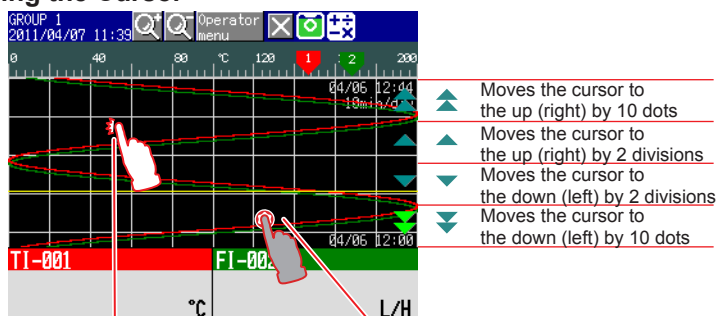 ing the Cursor
GROUP 1
2011/04/07 11:39
Operator
menu
0 40 80 °C 120 1 2 200
04/06 12:44
10min/div
Moves the cursor to
the up (right) by 10 dots
Moves the cursor to
the up (right) by 2 divisions
Moves the cursor to
the down (left) by 2 divisions
Moves the cursor to
the down (left) by 10 dots
04/06 12:00
TI-001 FI-002
°C L/H